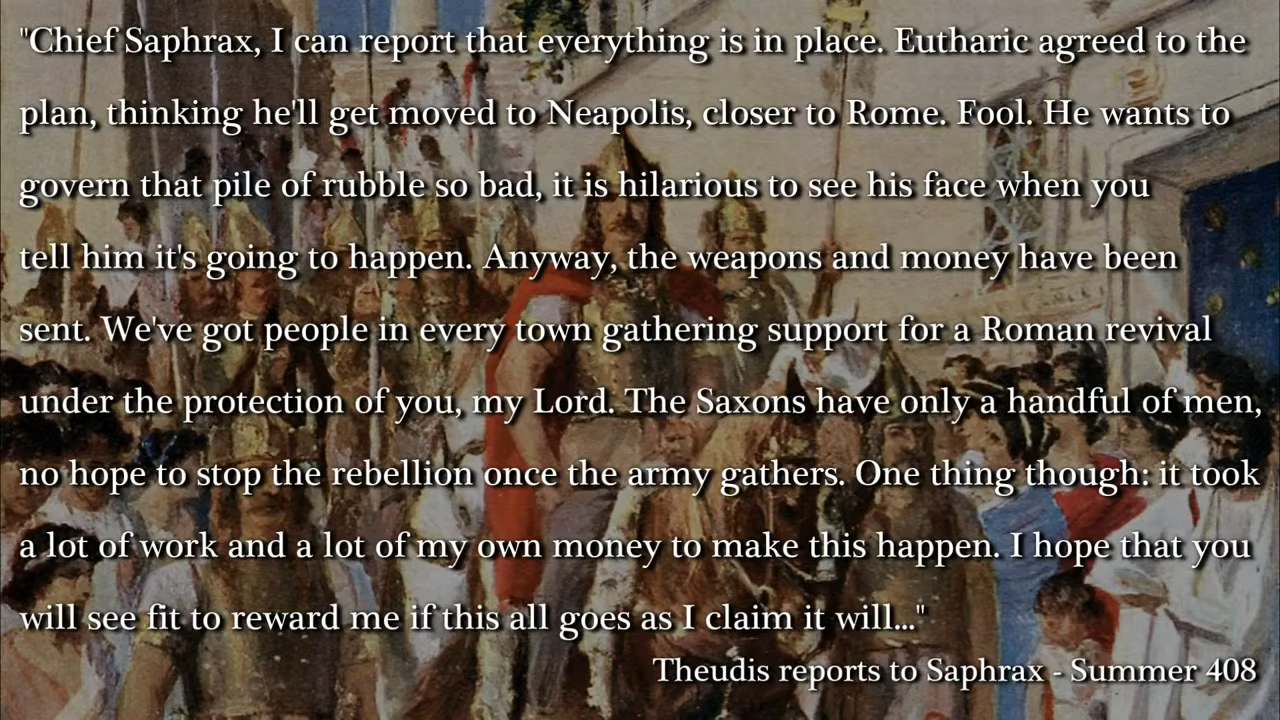 "Chief Saphrax, I can report that everything is in place. Eutharic agreed to the
plan, thinking he'll get moved to Neapolis, closer to Rome. Fool. He wants to
govern that pile of rubble so bad, it is hilarious to see his face when you
tell him it's going to happen. Anyway, the weapons and money have been
sent. We've got people in every town gathering support for a Roman revival
under the protection of you, my Lord. The Saxons have only a handful of men,
no hope to stop the rebellion once the army gathers. One thing though: it took
a lot of work and a lot of my own money to make this happen. I hope that you
will see fit to reward me if this all goes as I claim it will..."
Theudis reports to Saphrax - Summer 408